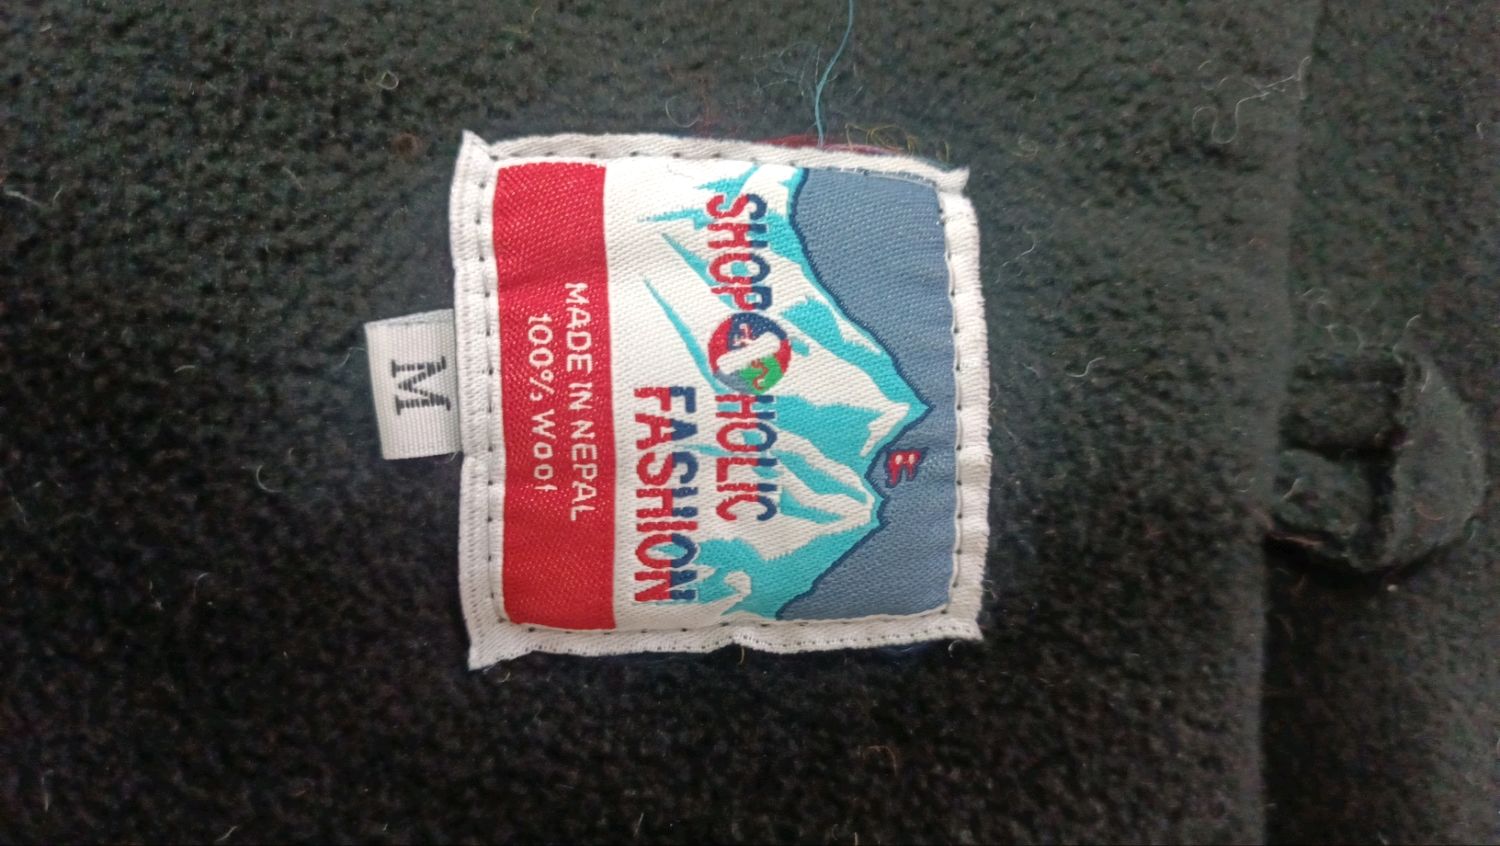 SHOPOHOLIC
FASHION
MADE IN NEPAL
100% Wool
M